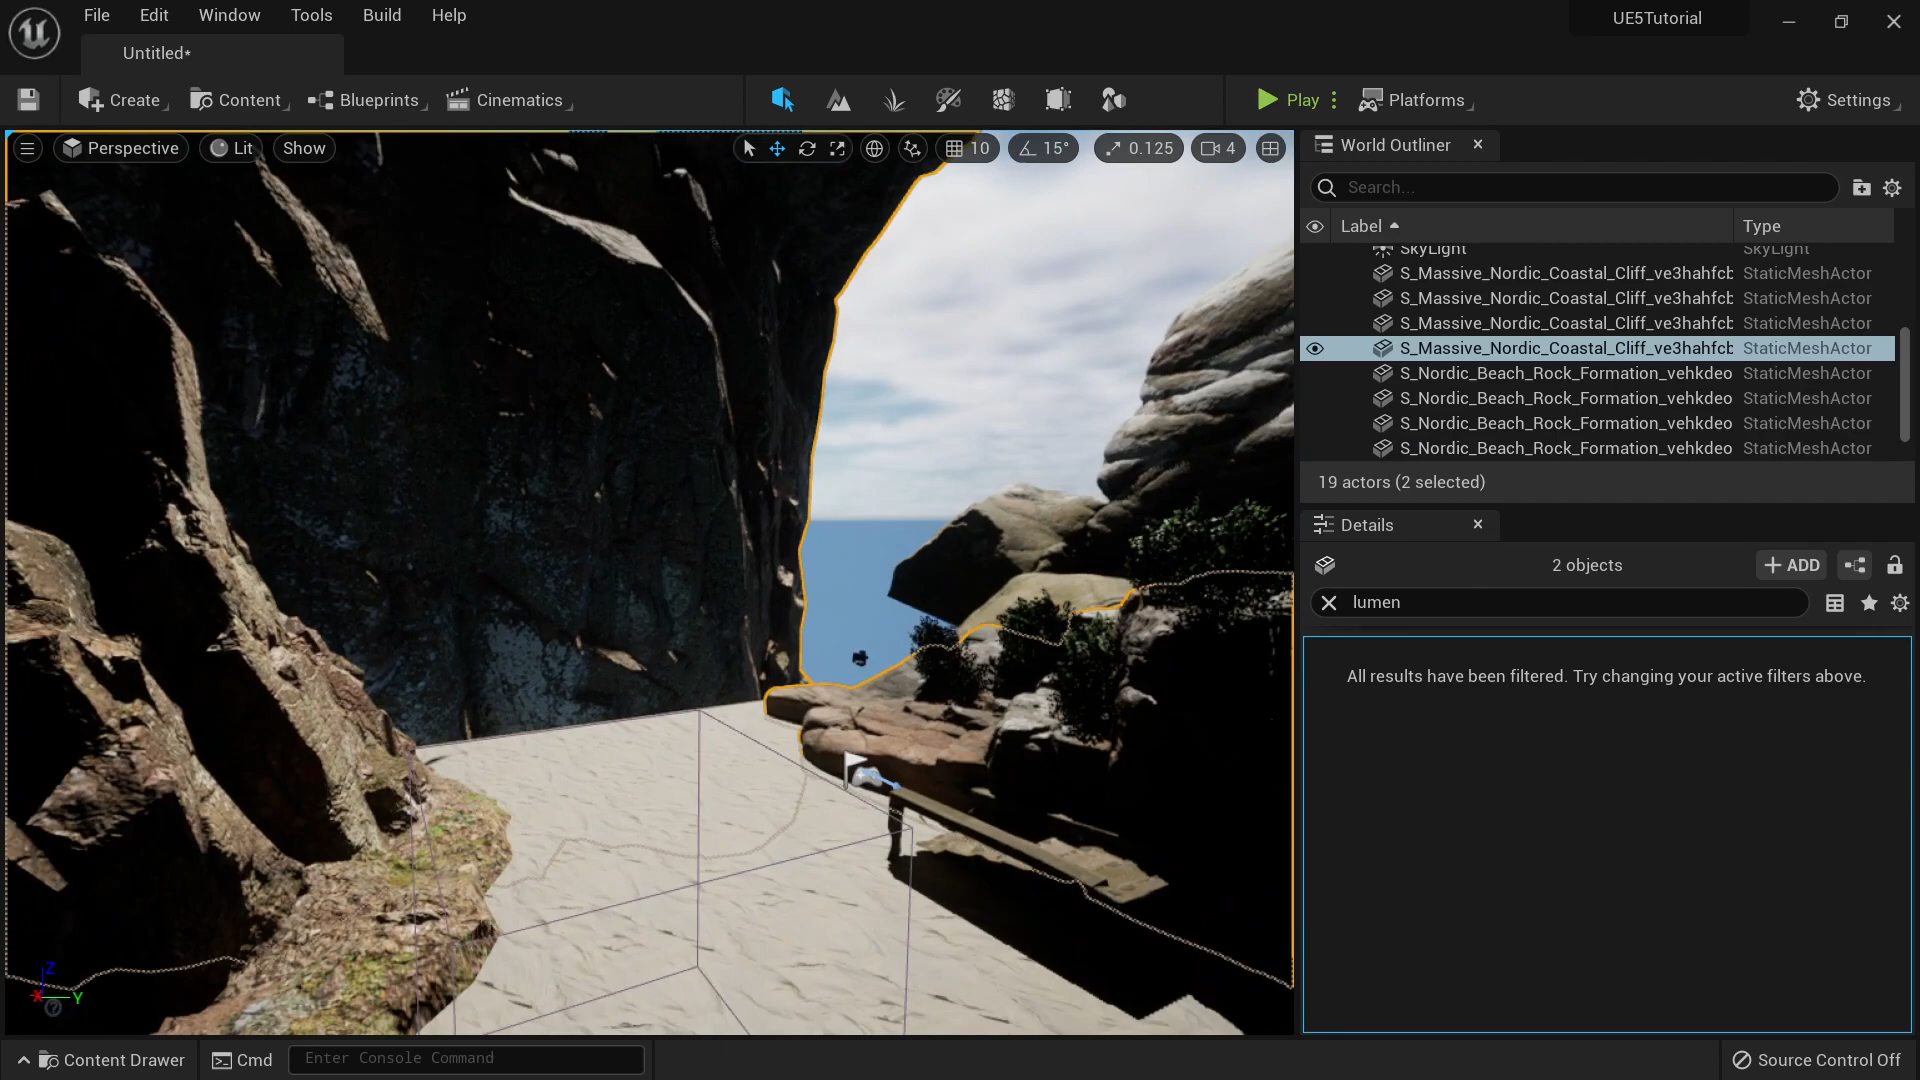 File Edit Window Tools Build Help
UE5Tutorial
Untitled*
Create Content Blueprints Cinematics Play Platforms Settings
Perspective Lit Show 10 15° 0.125 4
World Outliner
Search...
Label Type
SkyLight SkyLight
S_Massive_Nordic_Coastal_Cliff_ve3hahfcb StaticMeshActor
S_Massive_Nordic_Coastal_Cliff_ve3hahfcb StaticMeshActor
S_Massive_Nordic_Coastal_Cliff_ve3hahfcb StaticMeshActor
S_Massive_Nordic_Coastal_Cliff_ve3hahfcb StaticMeshActor
S_Nordic_Beach_Rock_Formation_vehkdeo StaticMeshActor
S_Nordic_Beach_Rock_Formation_vehkdeo StaticMeshActor
S_Nordic_Beach_Rock_Formation_vehkdeo StaticMeshActor
S_Nordic_Beach_Rock_Formation_vehkdeo StaticMeshActor
19 actors (2 selected)
Details
2 objects
+ ADD
lumen
All results have been filtered. Try changing your active filters above.
Z
X Y
Content Drawer Cmd Enter Console Command Source Control Off